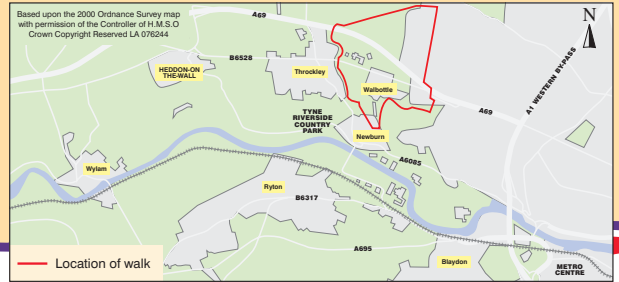 Based upon the 2000 Ordnance Survey map
with permission of the Controller of H.M.S.O
Crown Copyright Reserved LA 076244
A69
N
B6528
HEDDON-ON
THE-WALL
Throckley
Walbottle
A1 WESTERN BY-PASS
A69
TYNE
RIVERSIDE
COUNTRY
PARK
Newburn
A6085
Wylam
Ryton
B6317
A695
Blaydon
METRO
CENTRE
Location of walk